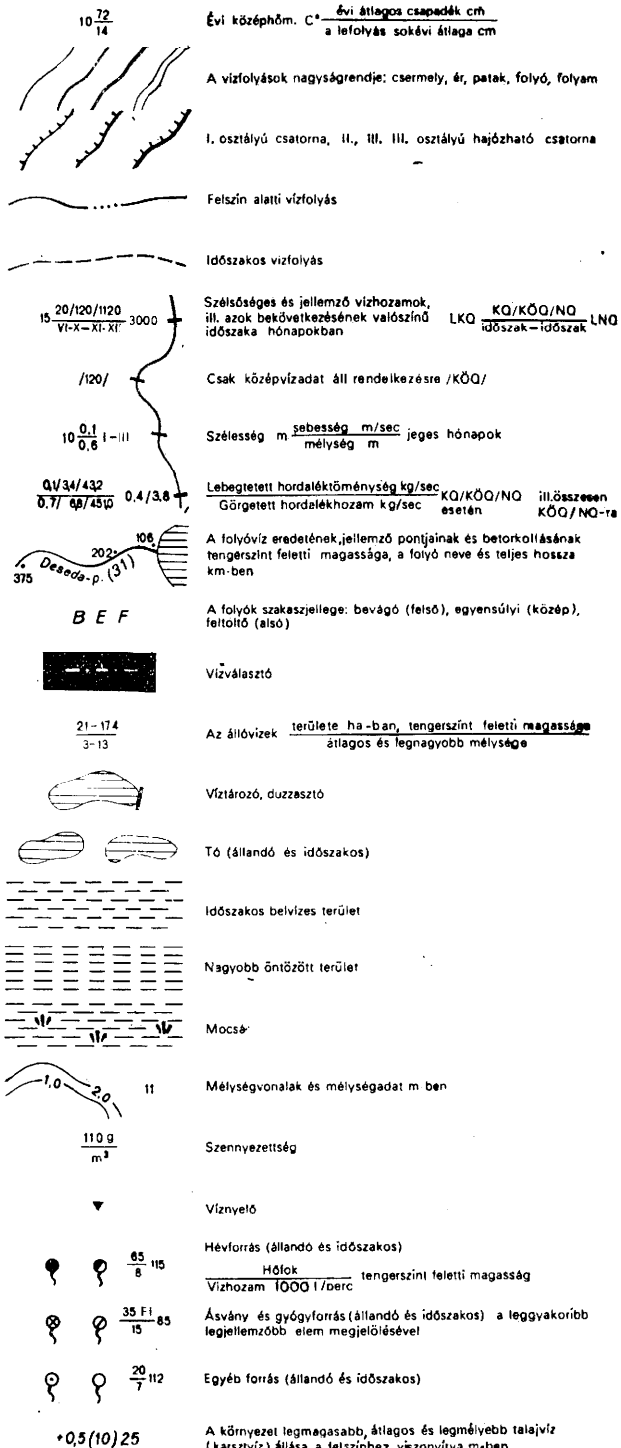 10 72/14 Évi középhőm. C° évi átlagos csapadék cm / a lefolyás sokévi átlaga cm
A vizfolyások nagyságrendje: csermely, ér, patak, folyó, folyam
I. osztályú csatorna, II., III. III. osztályú hajózható csatorna
Felszín alatti vízfolyás
Időszakos vizfolyás
15 20/120/1120 / VI-X-XI-XI 3000 Szélsőséges és jellemző vizhozamok,
ill. azok bekövetkezésének valószínű
időszaka hónapokban
LKQ KQ/KÖQ/NQ / időszak-időszak LNQ
/120/ Csak középvízadat áll rendelkezésre /KÖQ/
10 0,1/0,6 I-III Szélesség m sebesség m/sec / mélység m jeges hónapok
0,1/3,4/43,2 / 0,7/ 6,8/451,0 0,4/3,8 Lebegtetett hordaléktöménység kg/sec / Görgetett hordalékhozam kg/sec KQ/KÖQ/NQ esetén ill.összesen KÖQ/NQ-ra
375 Deseda-p. (31) 202 106 A folyóvíz eredetének,jellemző pontjainak és betorkollásának
tengerszint feletti magassága, a folyó neve és teljes hossza
km-ben
B E F A folyók szakaszjellege: bevágó (felső), egyensúlyi (közép),
feltoltő (alsó)
Vízválasztó
21-174 / 3-13 Az állóvizek területe ha-ban, tengerszínt feletti magassága / átlagos és legnagyobb mélysége
Víztározó, duzzasztó
Tó (állandó és időszakos)
Időszakos belvizes terület
Nagyobb öntözött terület
Mocsá
1,0 2,0 11 Mélységvonalak és mélységadat m ben
110 g / m³ Szennyezettség
Víznyelő
65/8 115 Hévforrás (állandó és időszakos)
Hőfok / Vizhozam 1000 l/perc tengerszint feletti magasság
35 Fl / 15 85 Ásvány és gyógyforrás (állandó és időszakos) a leggyakoribb
legjellemzőbb elem megjelölésével
20/7 112 Egyéb forrás (állandó és időszakos)
+0,5(10)25 A környezet legmagasabb, átlagos és legmélyebb talajvíz
(karsztvíz) állása a felszínhez viszonyítva m-ben